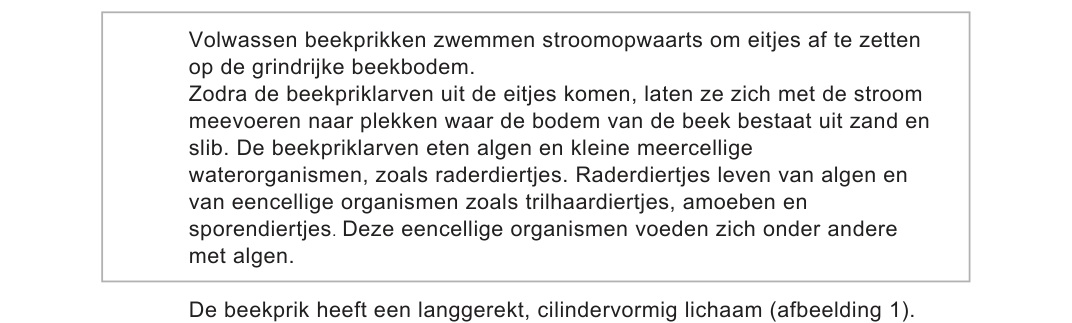 Volwassen beekprikken zwemmen stroomopwaarts om eitjes af te zetten
op de grindrijke beekbodem.
Zodra de beekpriklarven uit de eitjes komen, laten ze zich met de stroom
meevoeren naar plekken waar de bodem van de beek bestaat uit zand en
slib. De beekpriklarven eten algen en kleine meercellige
waterorganismen, zoals raderdiertjes. Raderdiertjes leven van algen en
van eencellige organismen zoals trilhaardiertjes, amoeben en
sporendiertjes. Deze eencellige organismen voeden zich onder andere
met algen.
De beekprik heeft een langgerekt, cilindervormig lichaam (afbeelding 1).